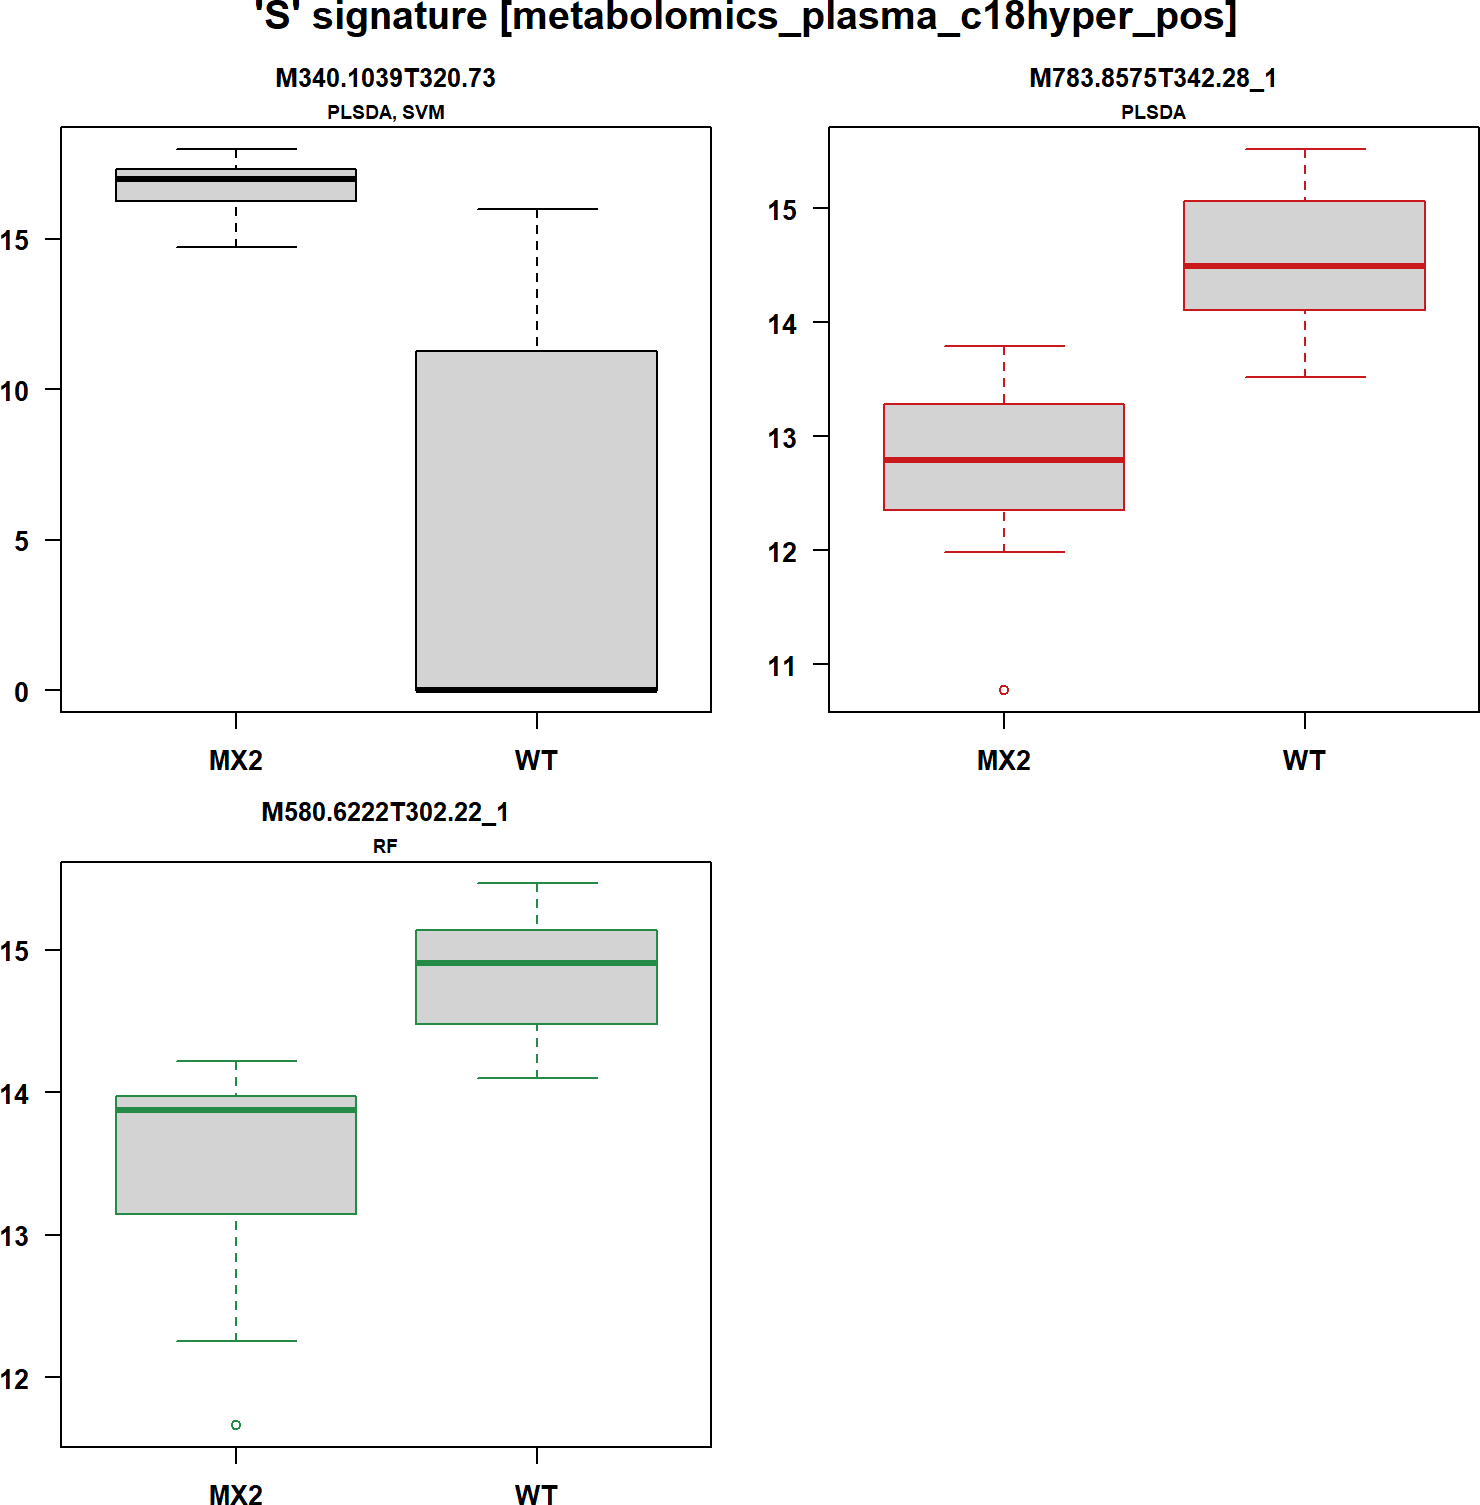 'S' signature [metabolomics_plasma_c18hyper_pos]
M340.1039T320.73
PLSDA, SVM
15
10
5
0
MX2 WT
M783.8575T342.28_1
PLSDA
15
14
13
12
11
MX2 WT
M580.6222T302.22_1
RF
15
14
13
12
MX2 WT